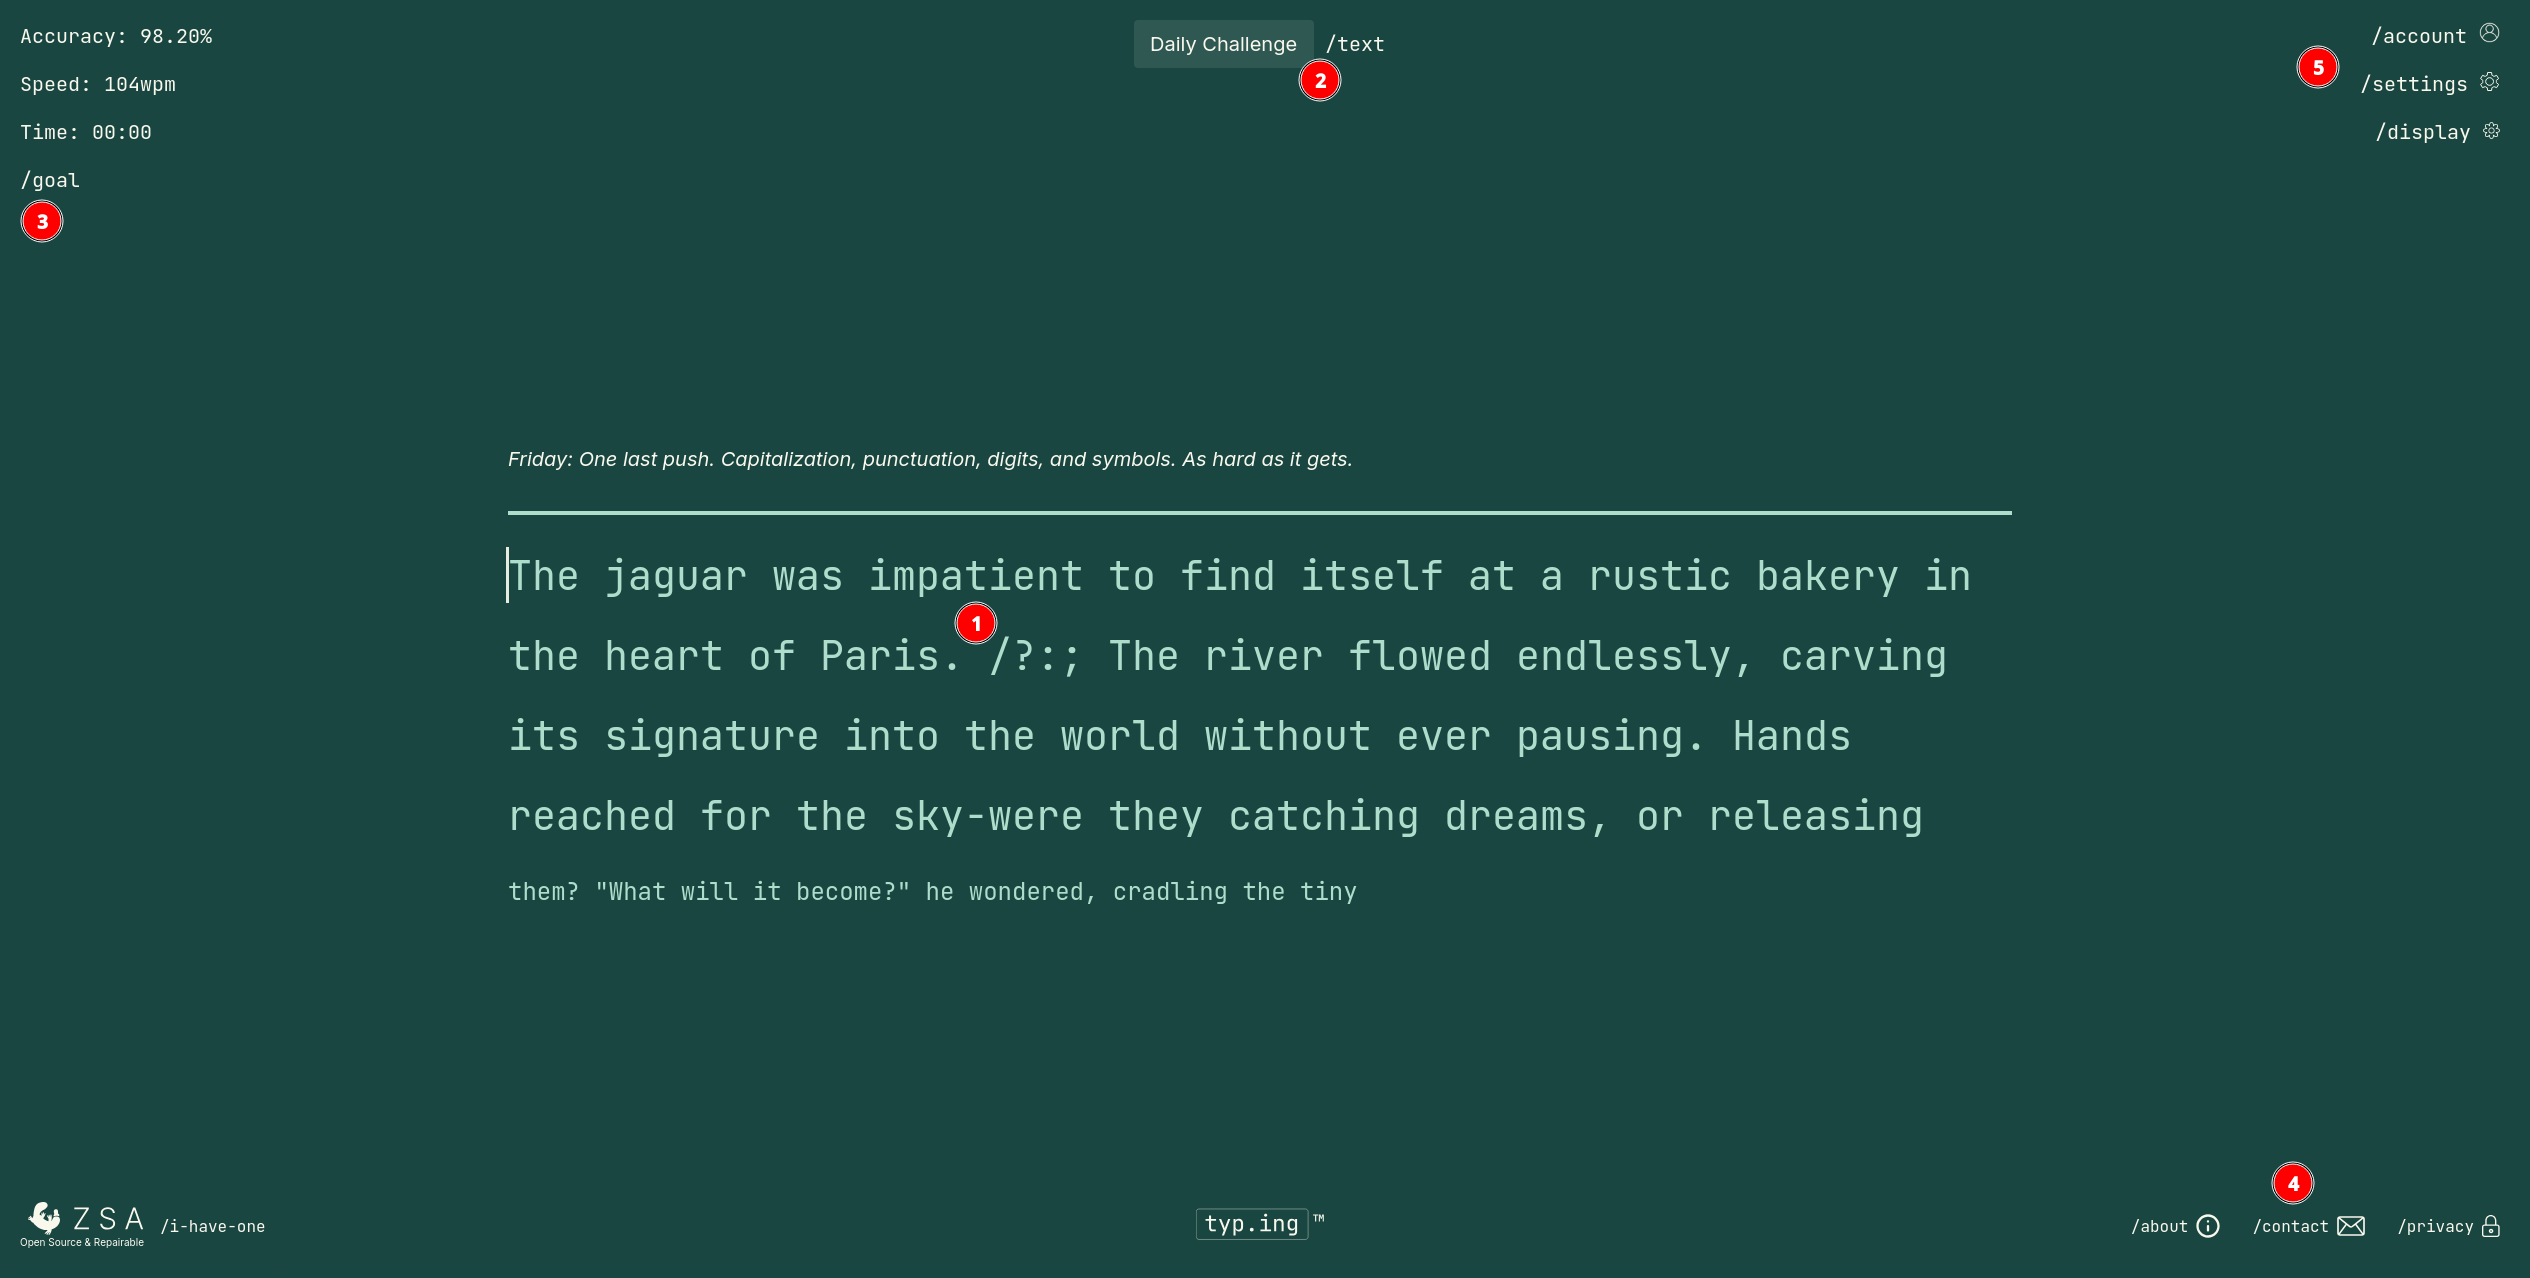 Accuracy: 98.20%
Speed: 104wpm
Time: 00:00
/goal
3
Daily Challenge /text
2
/account
5
/settings
/display
Friday: One last push. Capitalization, punctuation, digits, and symbols. As hard as it gets.
The jaguar was impatient to find itself at a rustic bakery in
1
the heart of Paris. /?:; The river flowed endlessly, carving
its signature into the world without ever pausing. Hands
reached for the sky-were they catching dreams, or releasing
them? "What will it become?" he wondered, cradling the tiny
ZSA
Open Source & Repairable
/i-have-one
typ.ing™
4
/about /contact /privacy